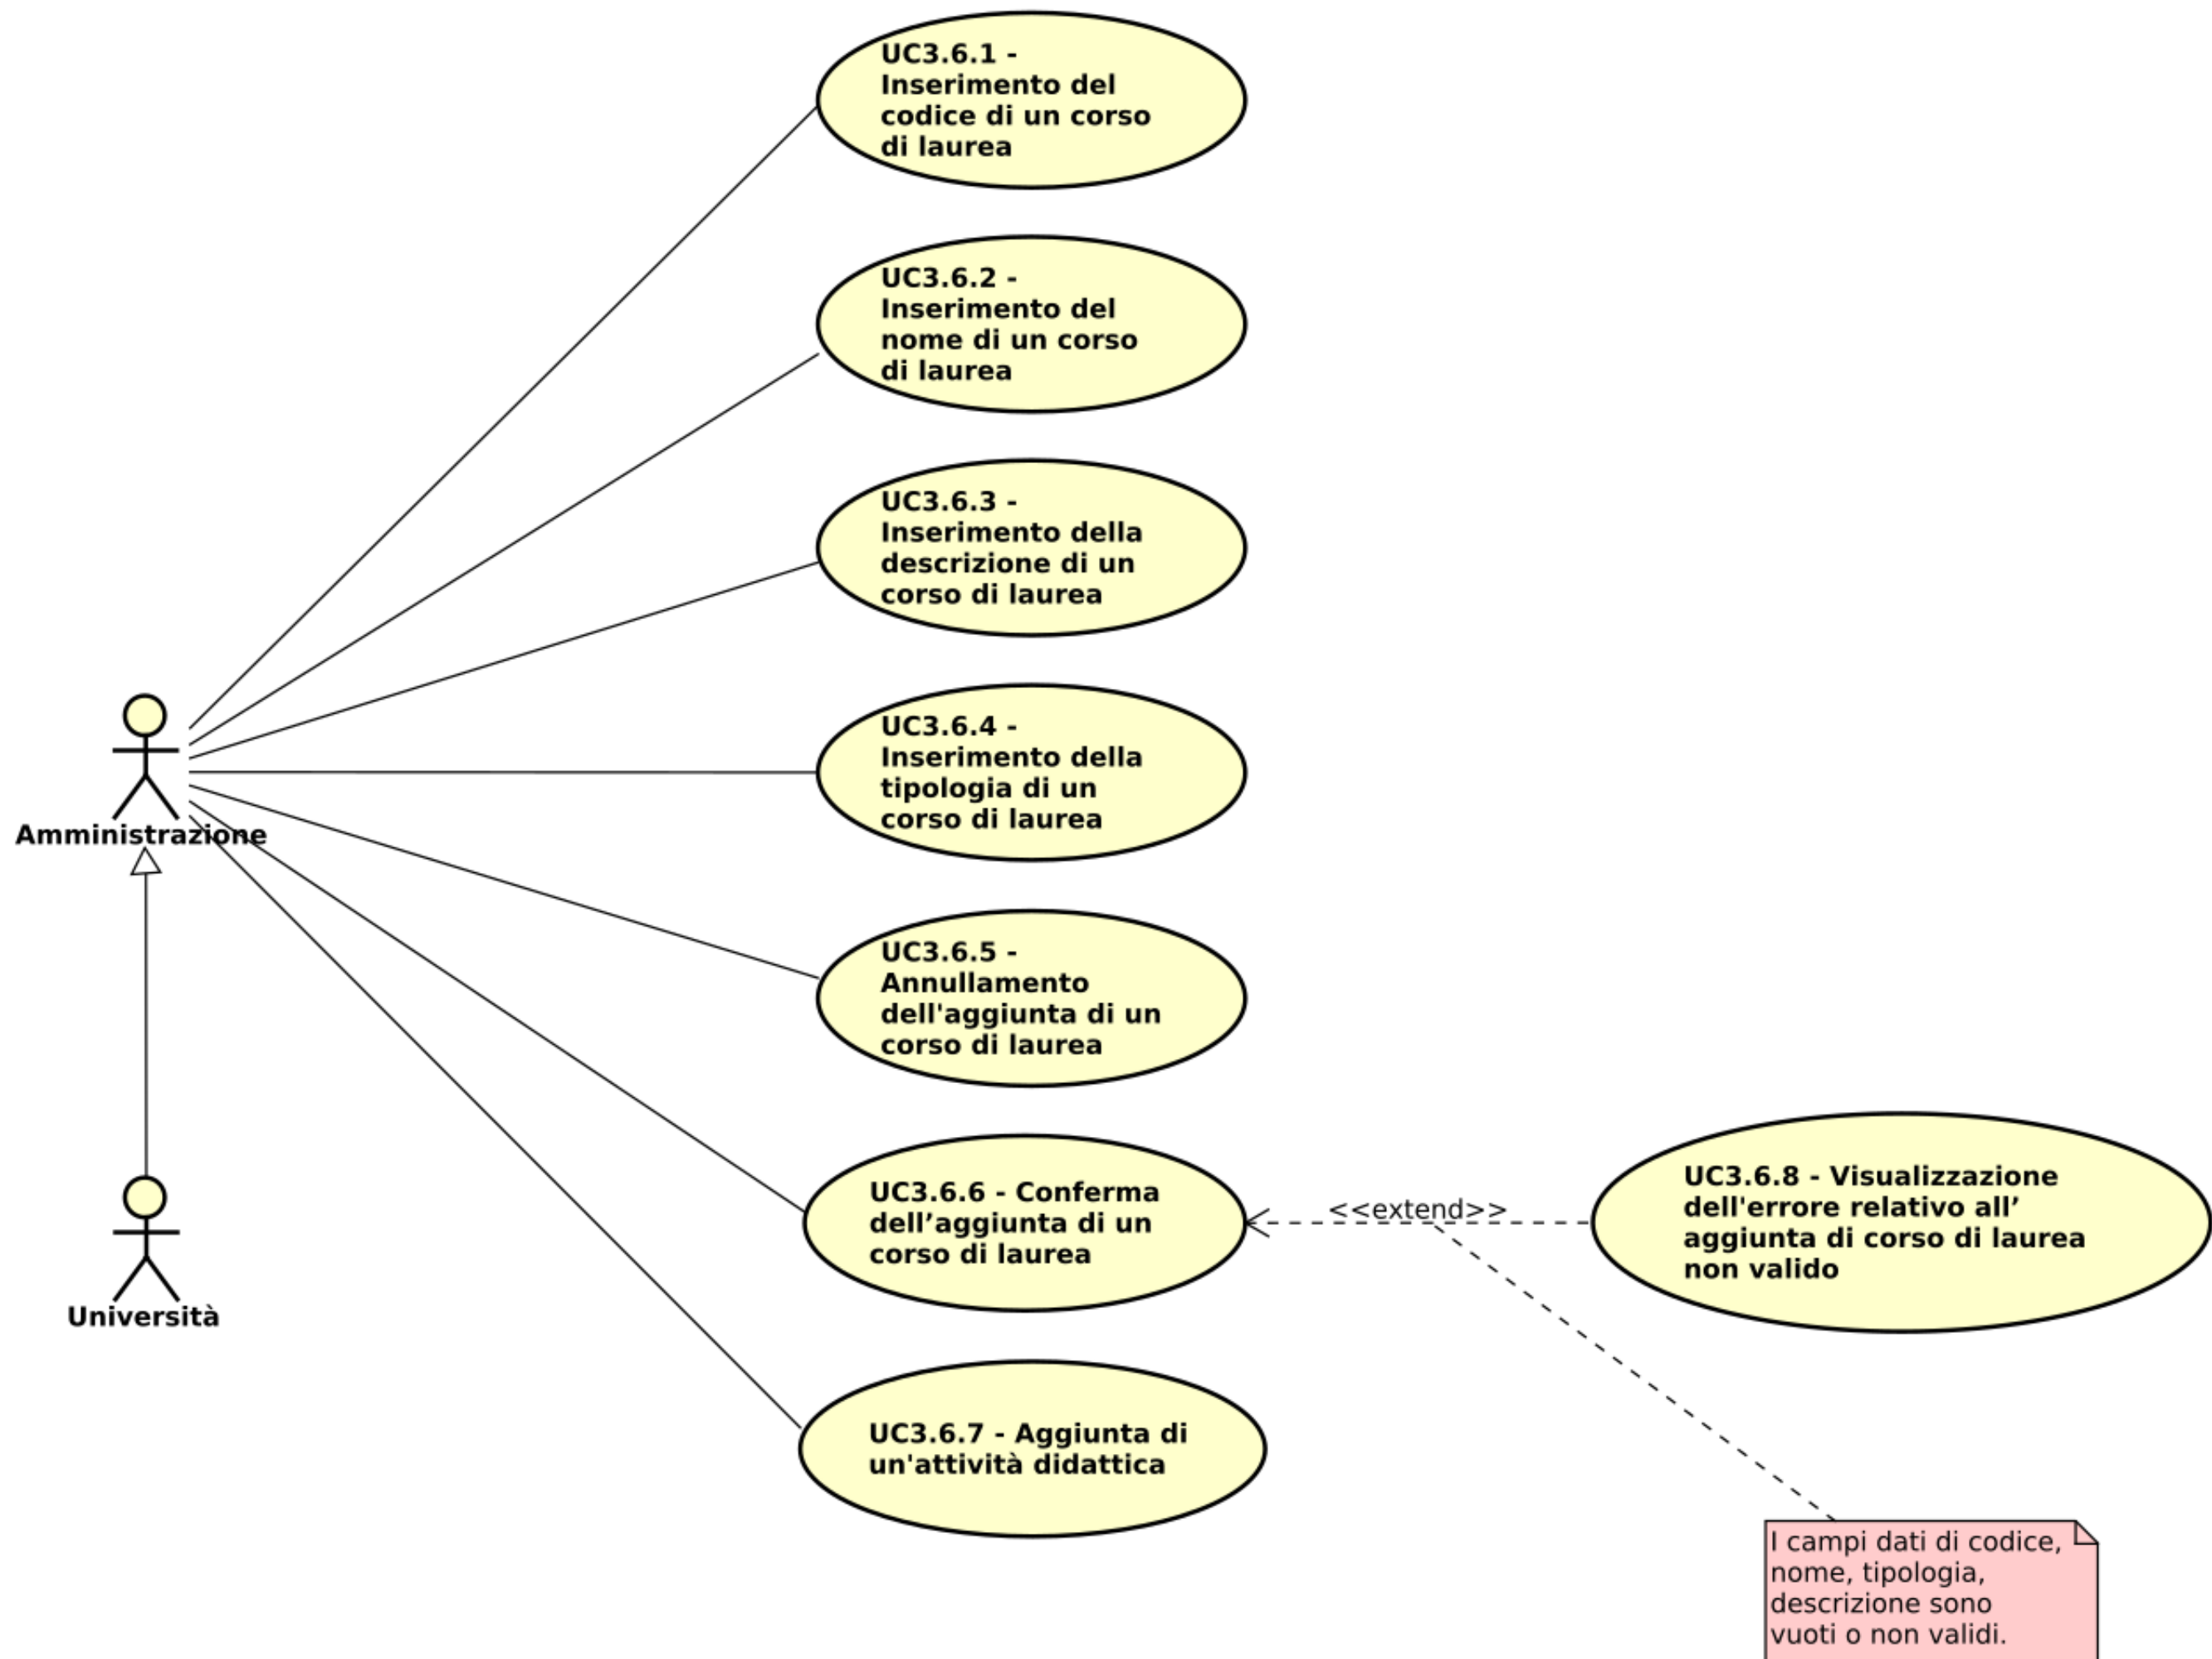 UC3.6.1 -
Inserimento del
codice di un corso
di laurea
UC3.6.2 -
Inserimento del
nome di un corso
di laurea
UC3.6.3 -
Inserimento della
descrizione di un
corso di laurea
UC3.6.4 -
Inserimento della
tipologia di un
corso di laurea
Amministrazione
UC3.6.5 -
Annullamento
dell'aggiunta di un
corso di laurea
UC3.6.6 - Conferma
dell’aggiunta di un
corso di laurea
<<extend>>
UC3.6.8 - Visualizzazione
dell'errore relativo all’
aggiunta di corso di laurea
non valido
Università
UC3.6.7 - Aggiunta di
un'attività didattica
I campi dati di codice,
nome, tipologia,
descrizione sono
vuoti o non validi.